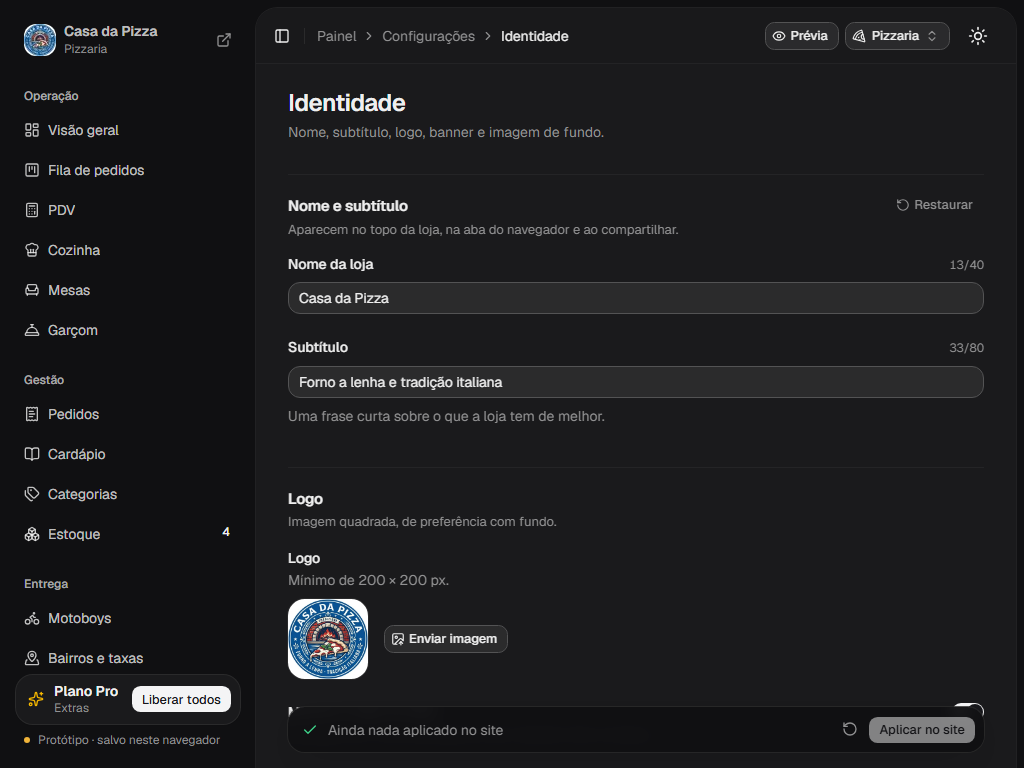 Casa da Pizza
Pizzaria
Operação
Visão geral
Fila de pedidos
PDV
Cozinha
Mesas
Garçom
Gestão
Pedidos
Cardápio
Categorias
Estoque 4
Entrega
Motoboys
Bairros e taxas
Plano Pro
Extras
Liberar todos
Protótipo · salvo neste navegador
Painel > Configurações > Identidade
Prévia
Pizzaria
Identidade
Nome, subtítulo, logo, banner e imagem de fundo.
Nome e subtítulo
Restaurar
Aparecem no topo da loja, na aba do navegador e ao compartilhar.
Nome da loja 13/40
Casa da Pizza
Subtítulo 33/80
Forno a lenha e tradição italiana
Uma frase curta sobre o que a loja tem de melhor.
Logo
Imagem quadrada, de preferência com fundo.
Logo
Mínimo de 200 × 200 px.
CASA DA PIZZA
FORNO A LENHA · TRADIÇÃO ITALIANA
Enviar imagem
Ainda nada aplicado no site
Aplicar no site